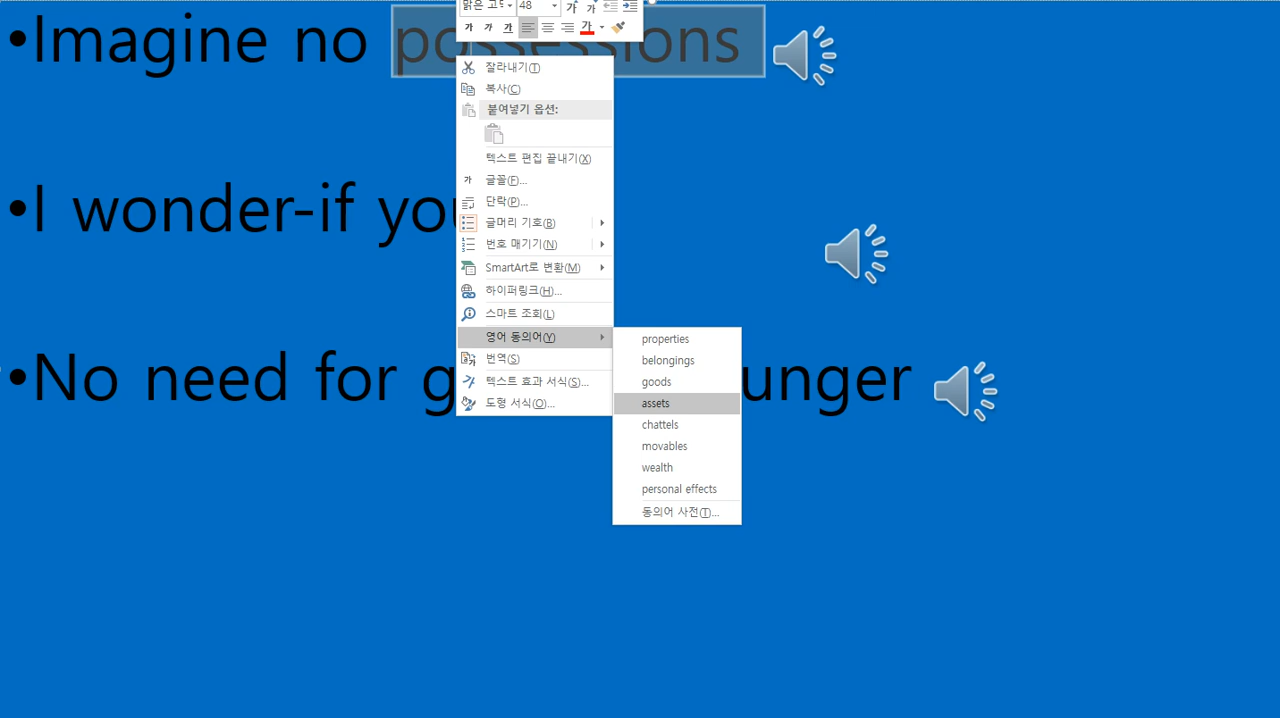 맑은 고딕 48 가 가
가 가 가 가
•Imagine no possessions
잘라내기(T)
복사(C)
붙여넣기 옵션:
텍스트 편집 끝내기(X)
글꼴(F)...
단락(P)...
•I wonder-if you
글머리 기호(B)
번호 매기기(N)
SmartArt로 변환(M)
하이퍼링크(H)...
스마트 조회(L)
영어 동의어(Y)
번역(S)
텍스트 효과 서식(S)...
도형 서식(O)...
properties
belongings
goods
assets
chattels
movables
wealth
personal effects
동의어 사전(T)...
•No need for g unger